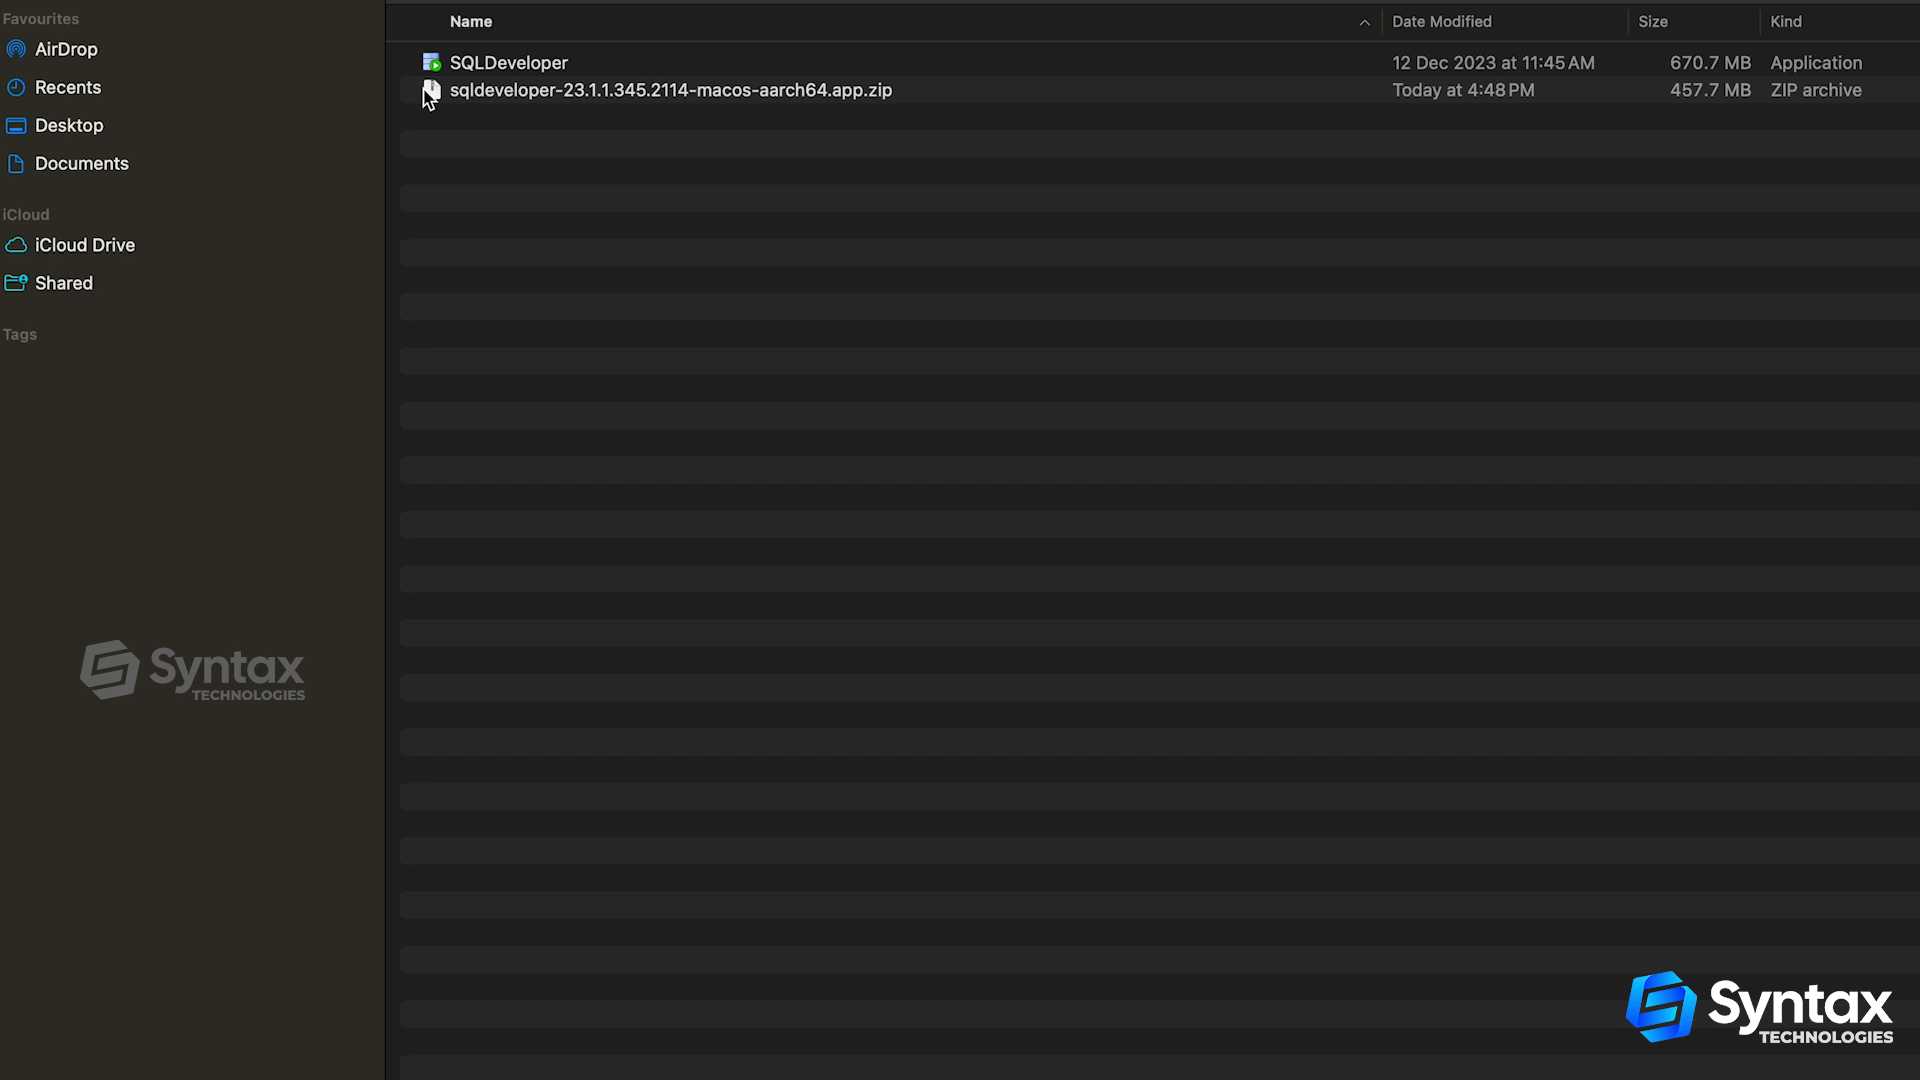 Favourites
AirDrop
Recents
Desktop
Documents
iCloud
iCloud Drive
Shared
Tags
Name Date Modified Size Kind
SQLDeveloper 12 Dec 2023 at 11:45 AM 670.7 MB Application
sqldeveloper-23.1.1.345.2114-macos-aarch64.app.zip Today at 4:48 PM 457.7 MB ZIP archive
Syntax
TECHNOLOGIES
Syntax
TECHNOLOGIES